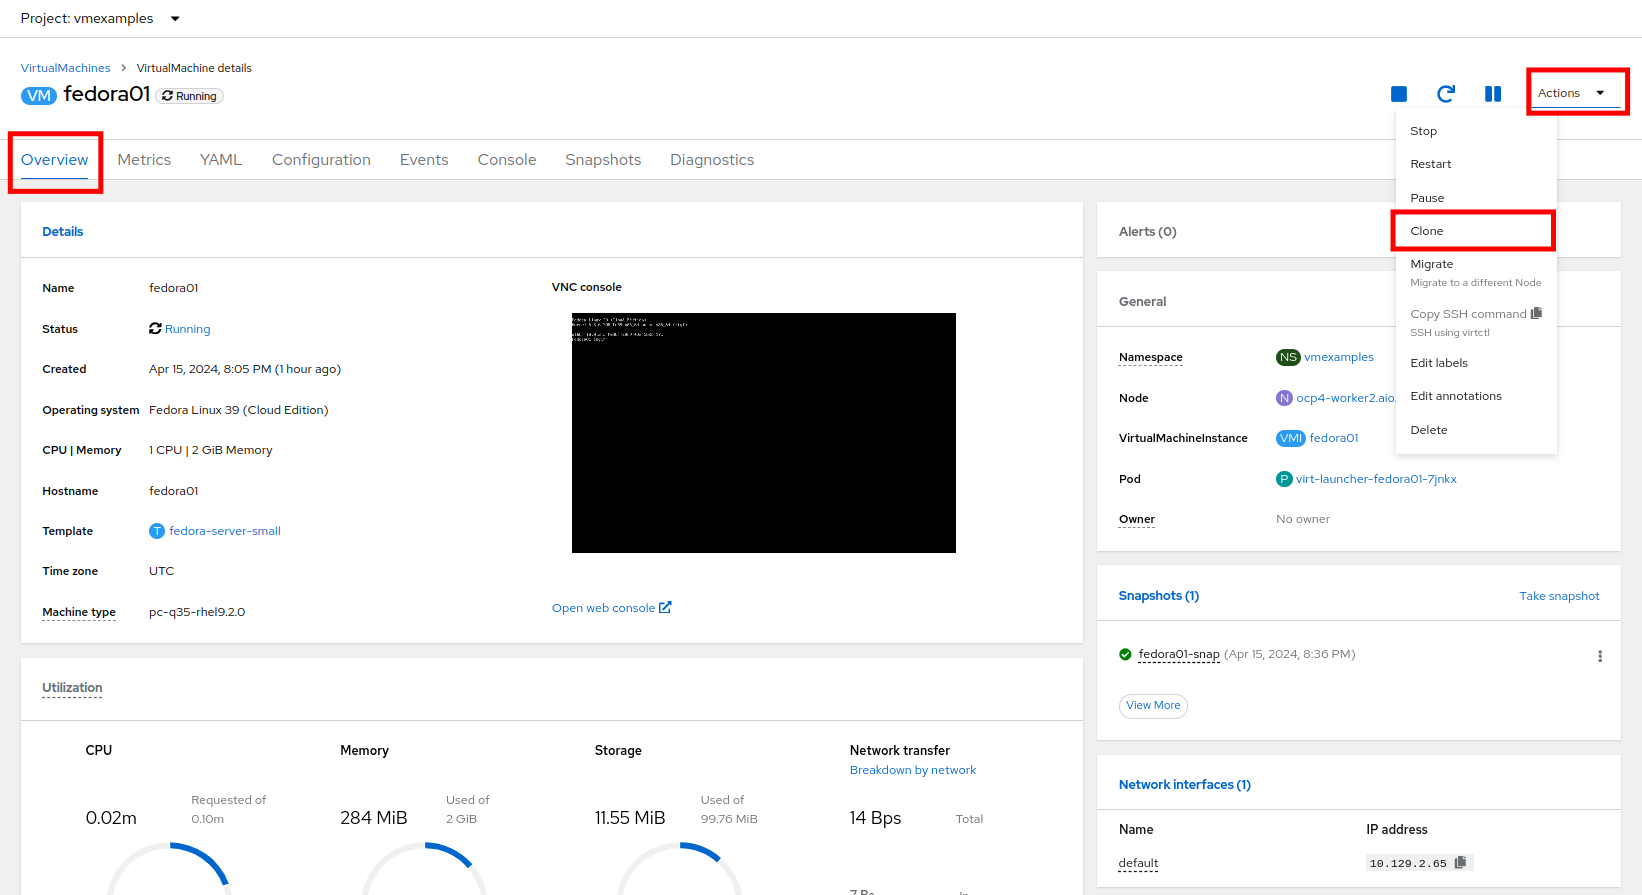 Project: vmexamples
VirtualMachines > VirtualMachine details
VM fedora01 Running
Actions
Overview Metrics YAML Configuration Events Console Snapshots Diagnostics
Stop
Restart
Pause
Clone
Migrate
Migrate to a different Node
Copy SSH command
SSH using virtctl
Edit labels
Edit annotations
Delete
Details
Name fedora01
Status Running
Created Apr 15, 2024, 8:05 PM (1 hour ago)
Operating system Fedora Linux 39 (Cloud Edition)
CPU | Memory 1 CPU | 2 GiB Memory
Hostname fedora01
Template T fedora-server-small
Time zone UTC
Machine type pc-q35-rhel9.2.0
VNC console
Open web console
Alerts (0)
General
Namespace NS vmexamples
Node N ocp4-worker2.aio.
VirtualMachineInstance VMI fedora01
Pod P virt-launcher-fedora01-7jnkx
Owner No owner
Snapshots (1) Take snapshot
fedora01-snap (Apr 15, 2024, 8:36 PM)
View More
Network interfaces (1)
Name IP address
default 10.129.2.65
Utilization
CPU
0.02m
Requested of
0.10m
Memory
284 MiB
Used of
2 GiB
Storage
11.55 MiB
Used of
99.76 MiB
Network transfer
Breakdown by network
14 Bps Total